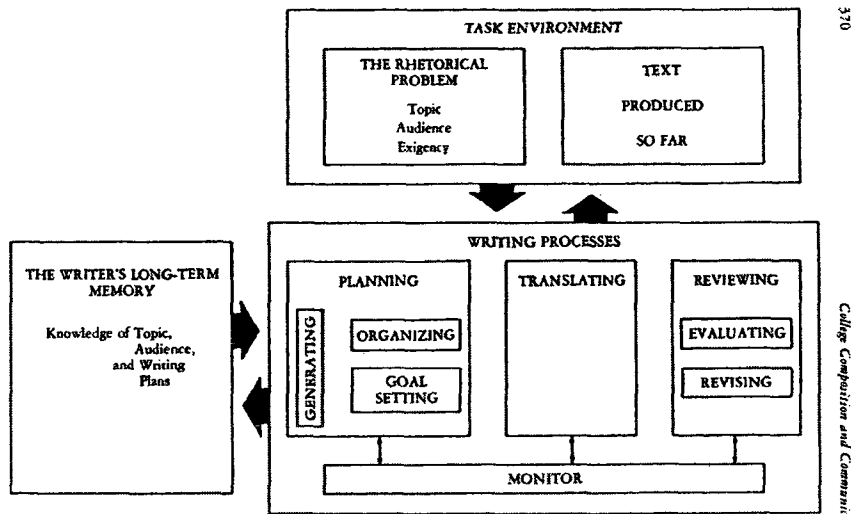 370
TASK ENVIRONMENT
THE RHETORICAL
PROBLEM
Topic
Audience
Exigency
TEXT
PRODUCED
SO FAR
THE WRITER'S LONG-TERM
MEMORY
Knowledge of Topic,
Audience,
and Writing
Plans
WRITING PROCESSES
PLANNING
GENERATING
ORGANIZING
GOAL
SETTING
TRANSLATING
REVIEWING
EVALUATING
REVISING
MONITOR
College Composition and